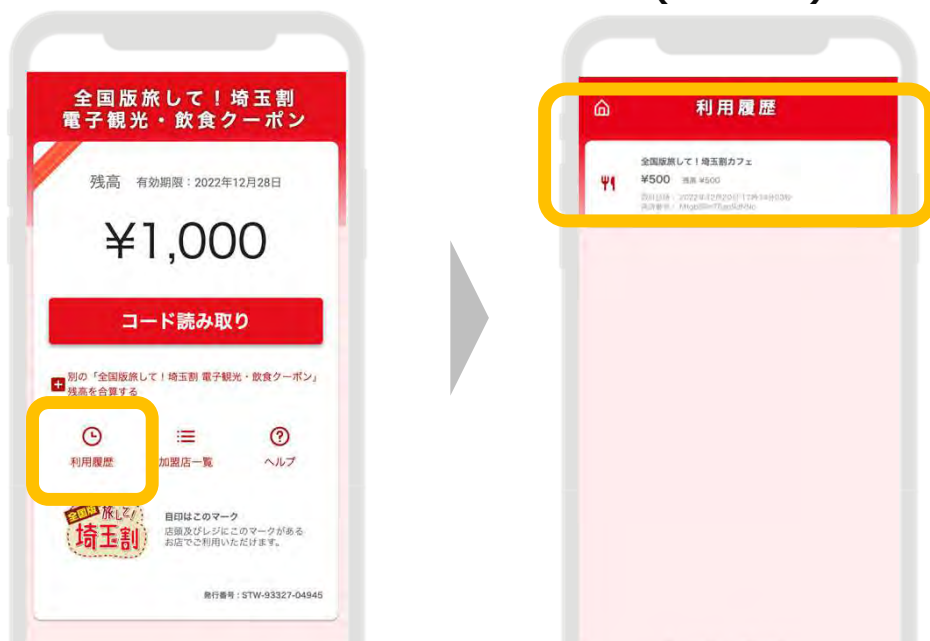 全国版旅して！埼玉割
電子観光・飲食クーポン
残高 有効期限：2022年12月28日
¥1,000
コード読み取り
別の「全国版旅して！埼玉割 電子観光・飲食クーポン」
残高を合算する
利用履歴
加盟店一覧
ヘルプ
全国版 旅して!
埼玉割
目印はこのマーク
店頭及びレジにこのマークがある
お店でご利用いただけます。
発行番号：STW-93327-04945
利用履歴
全国版旅して！埼玉割カフェ
¥500 残高 ¥500